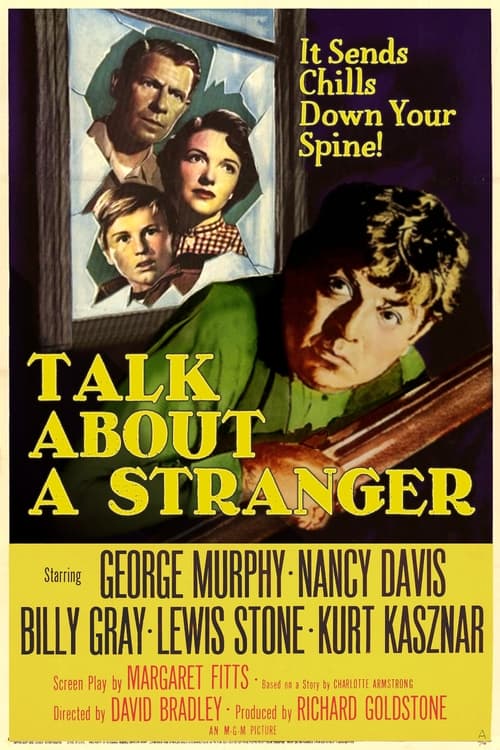 It Sends
Chills
Down Your
Spine!
TALK
ABOUT
A STRANGER
Starring GEORGE MURPHY · NANCY DAVIS
BILLY GRAY · LEWIS STONE · KURT KASZNAR
Screen Play by MARGARET FITTS · Based on a Story by CHARLOTTE ARMSTRONG
Directed by DAVID BRADLEY · Produced by RICHARD GOLDSTONE
AN M-G-M PICTURE
A